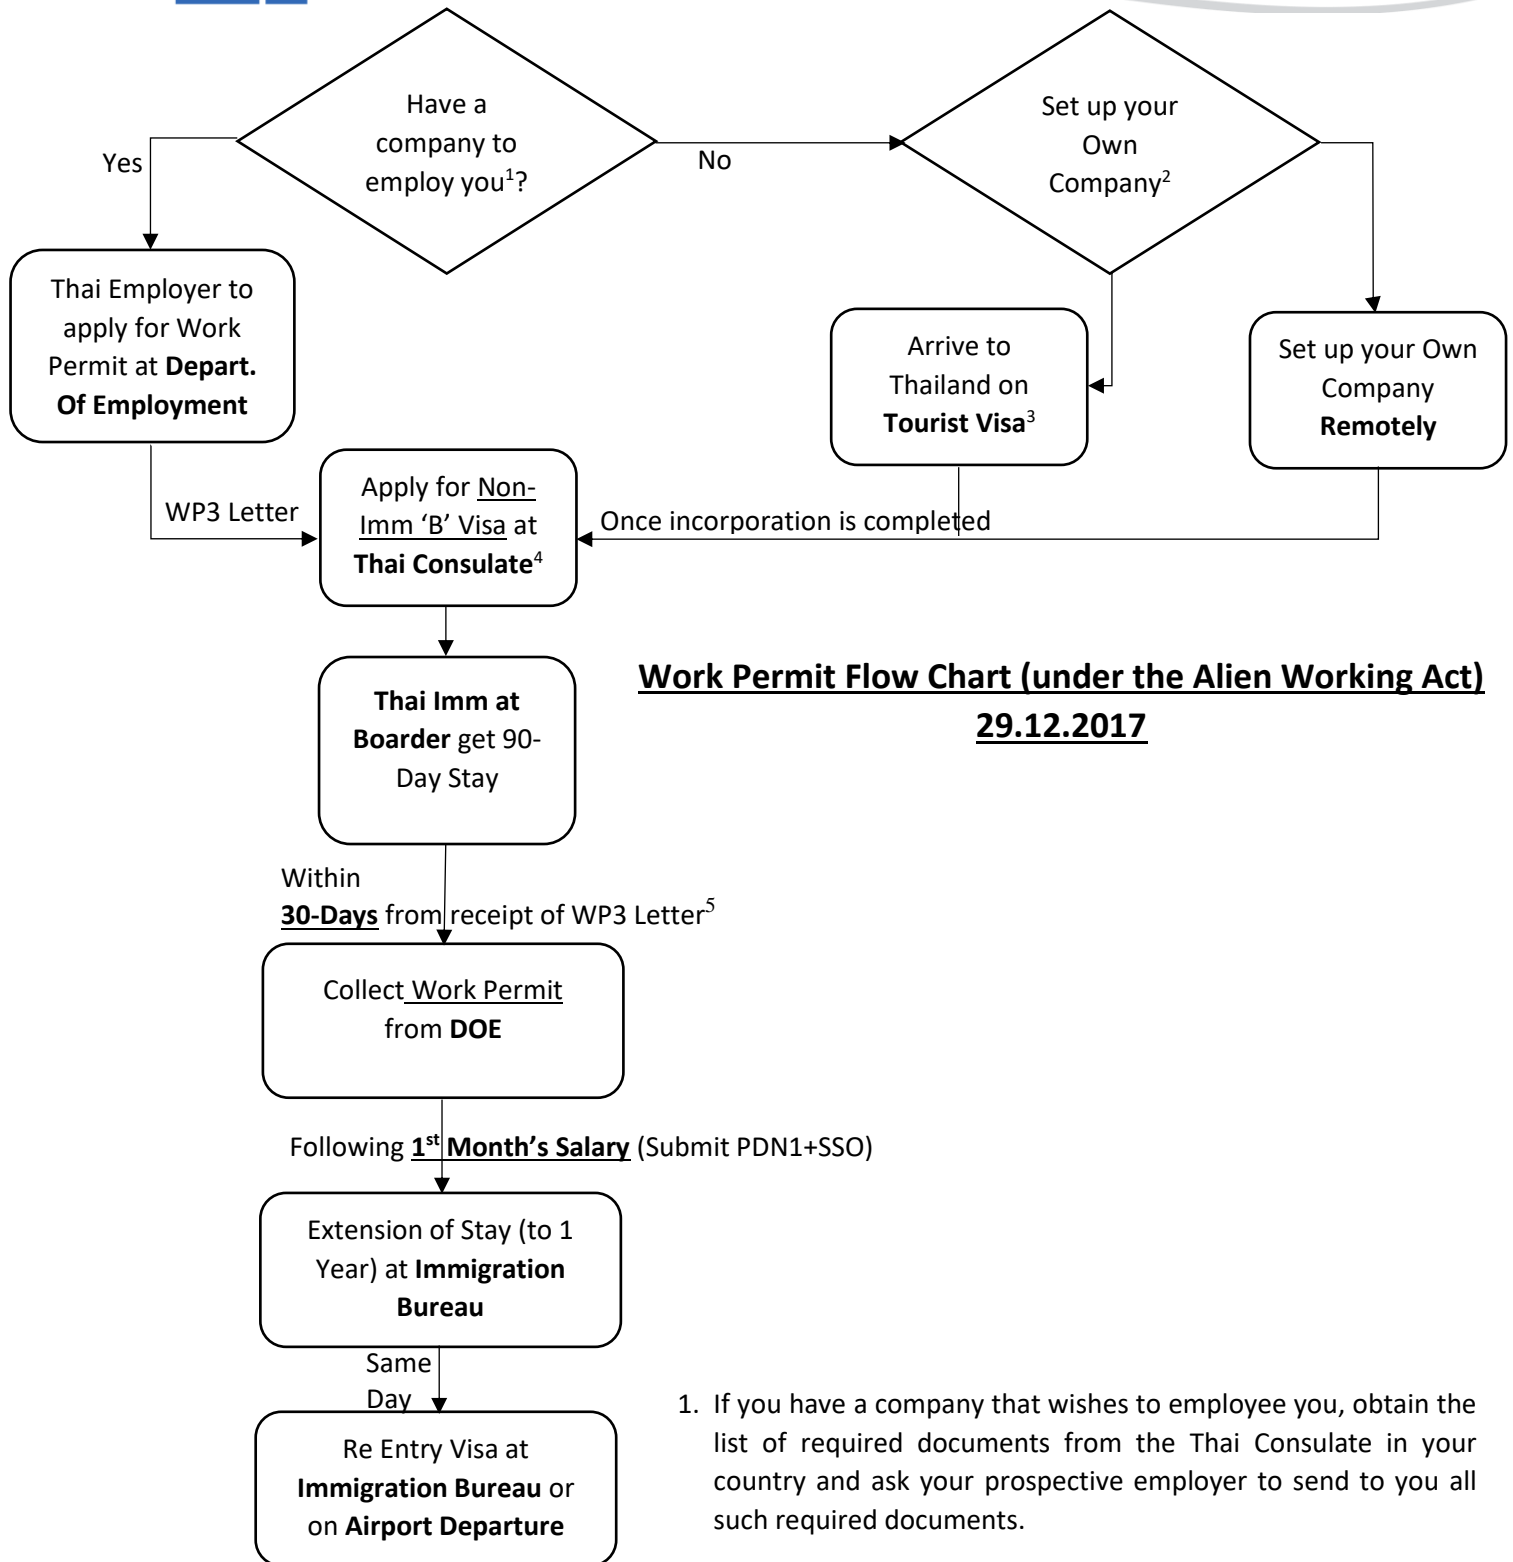 Have a
company to
employ you1?
Yes
No
Set up your
Own
Company2
Thai Employer to
apply for Work
Permit at Depart.
Of Employment
Arrive to
Thailand on
Tourist Visa3
Set up your Own
Company
Remotely
WP3 Letter
Apply for Non-
Imm ‘B’ Visa at
Thai Consulate4
Once incorporation is completed
Thai Imm at
Boarder get 90-
Day Stay
Work Permit Flow Chart (under the Alien Working Act)
29.12.2017
Within
30-Days from receipt of WP3 Letter5
Collect Work Permit
from DOE
Following 1st Month’s Salary (Submit PDN1+SSO)
Extension of Stay (to 1
Year) at Immigration
Bureau
Same
Day
Re Entry Visa at
Immigration Bureau or
on Airport Departure
1. If you have a company that wishes to employee you, obtain the
list of required documents from the Thai Consulate in your
country and ask your prospective employer to send to you all
such required documents.